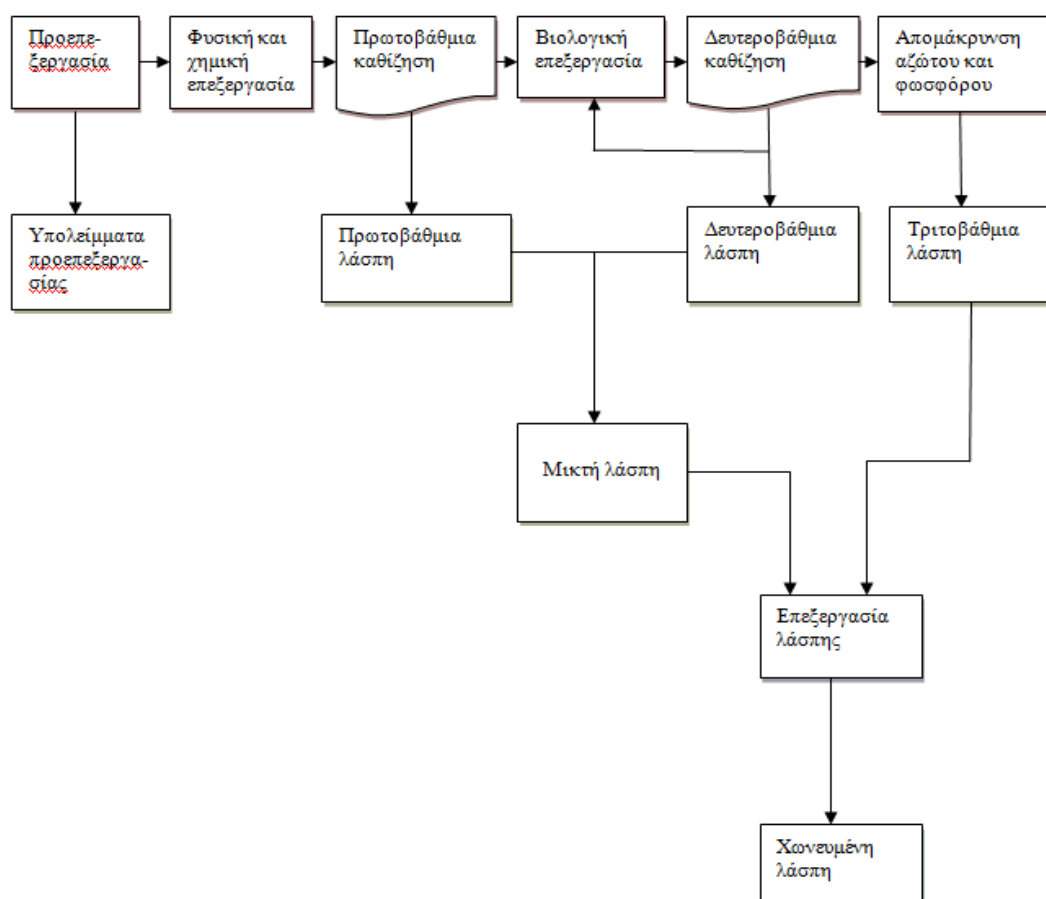 Προεπε-
ξεργασία
Φυσική και
χημική
επεξεργασία
Πρωτοβάθμια
καθίζηση
Βιολογική
επεξεργασία
Δευτεροβάθμια
καθίζηση
Απομάκρυνση
αζώτου και
φωσφόρου
Υπολείμματα
προεπεξεργα-
σίας
Πρωτοβάθμια
λάσπη
Δευτεροβάθμια
λάσπη
Τριτοβάθμια
λάσπη
Μικτή λάσπη
Επεξεργασία
λάσπης
Χωνευμένη
λάσπη